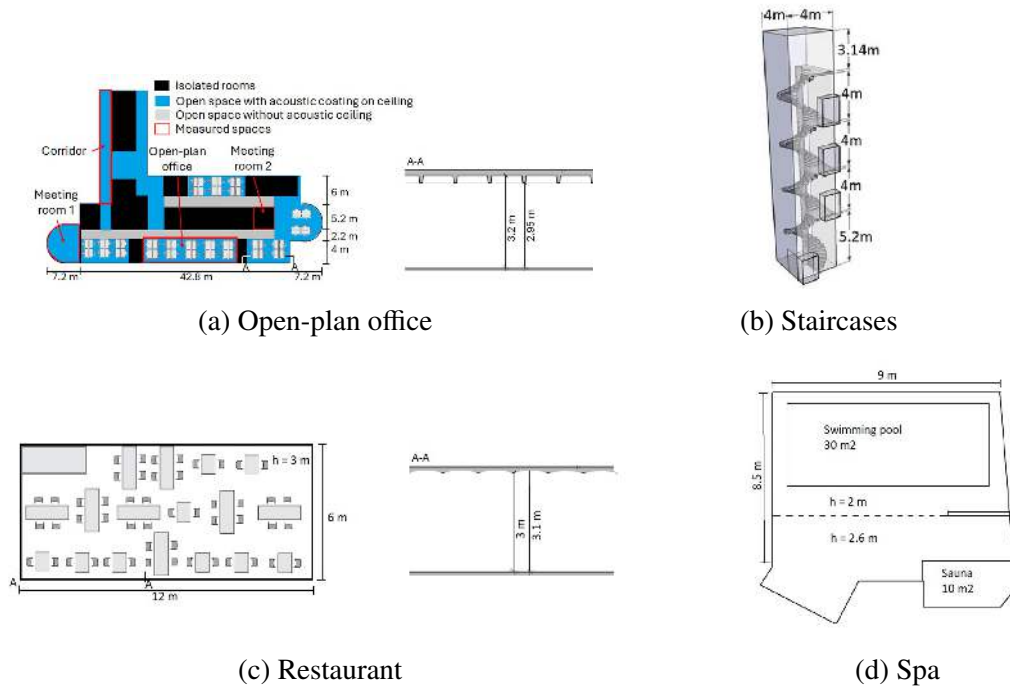 Isolated rooms
Open space with acoustic coating on ceiling
Open space without acoustic ceiling
Measured spaces
Corridor
Open-plan
office
Meeting
room 2
Meeting
room 1
6 m
5.2 m
2.2 m
4 m
A
A
7.2 m
42.8 m
7.2 m
A-A
3.2 m
2.95 m
(a) Open-plan office
4m
4m
3.14m
4m
4m
4m
5.2m
(b) Staircases
h = 3 m
6 m
A
A
12 m
A-A
3 m
3.1 m
(c) Restaurant
9 m
8.5 m
Swimming pool
30 m2
h = 2 m
h = 2.6 m
Sauna
10 m2
(d) Spa